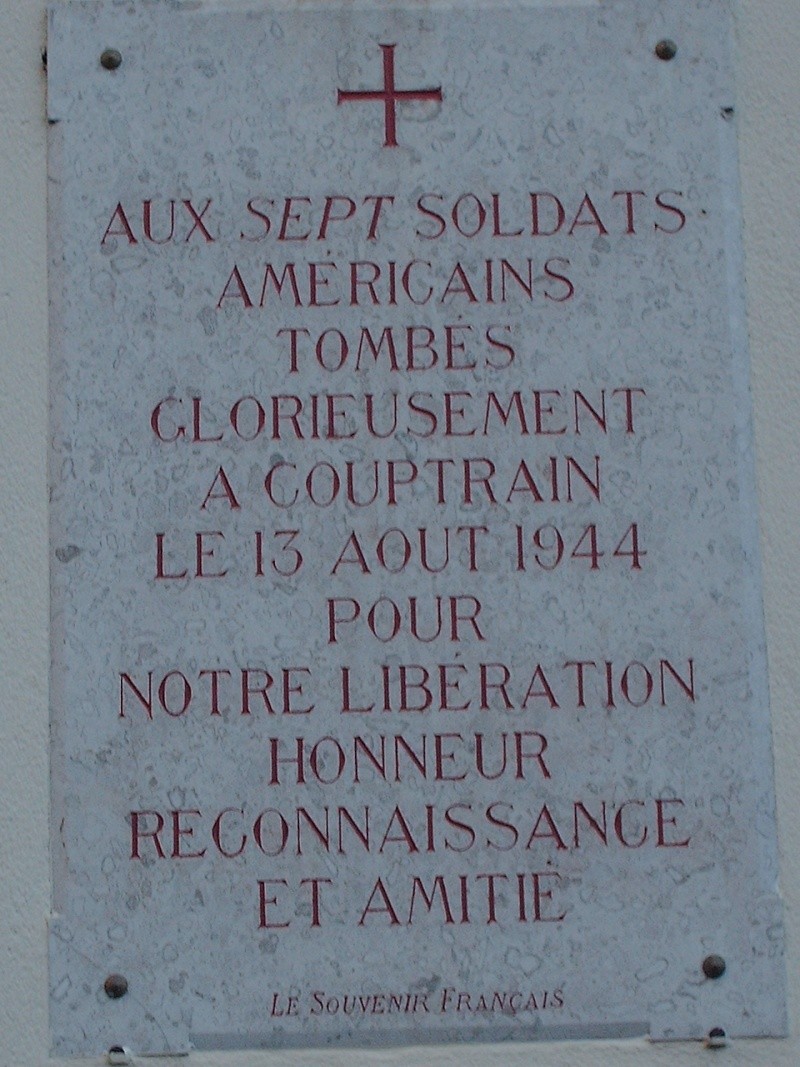 AUX SEPT SOLDATS
AMÉRICAINS
TOMBÉS
GLORIEUSEMENT
A COUPTRAIN
LE 13 AOUT 1944
POUR
NOTRE LIBÉRATION
HONNEUR
RECONNAISSANCE
ET AMITIÉ
LE SOUVENIR FRANÇAIS